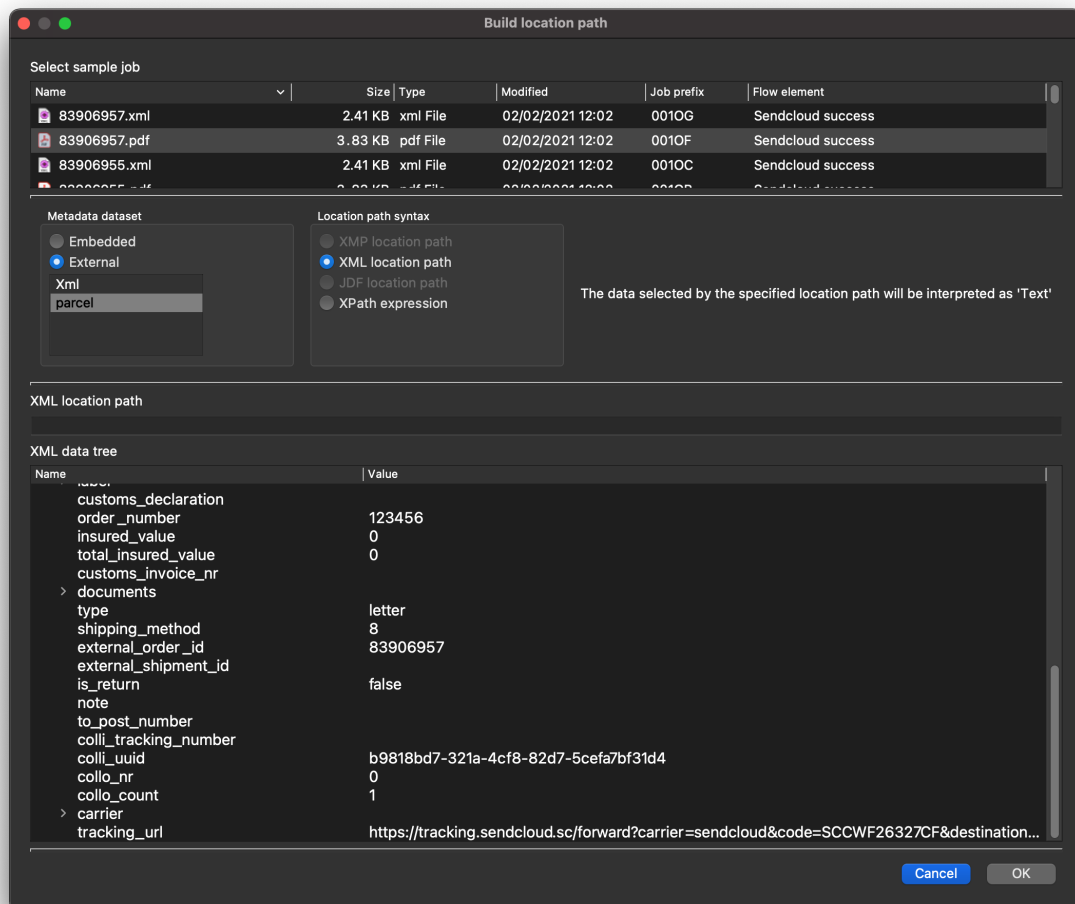 Build location path
Select sample job
Name Size Type Modified Job prefix Flow element
83906957.xml 2.41 KB xml File 02/02/2021 12:02 001OG Sendcloud success
83906957.pdf 3.83 KB pdf File 02/02/2021 12:02 001OF Sendcloud success
83906955.xml 2.41 KB xml File 02/02/2021 12:02 001OC Sendcloud success
Metadata dataset Location path syntax
Embedded XMP location path
External XML location path
Xml JDF location path
parcel XPath expression
The data selected by the specified location path will be interpreted as 'Text'
XML location path
XML data tree
Name Value
customs_declaration
order_number 123456
insured_value 0
total_insured_value 0
customs_invoice_nr
documents
type letter
shipping_method 8
external_order_id 83906957
external_shipment_id
is_return false
note
to_post_number
colli_tracking_number
colli_uuid b9818bd7-321a-4cf8-82d7-5cefa7bf31d4
collo_nr 0
collo_count 1
carrier
tracking_url https://tracking.sendcloud.sc/forward?carrier=sendcloud&code=SCCWF26327CF&destination...
Cancel OK